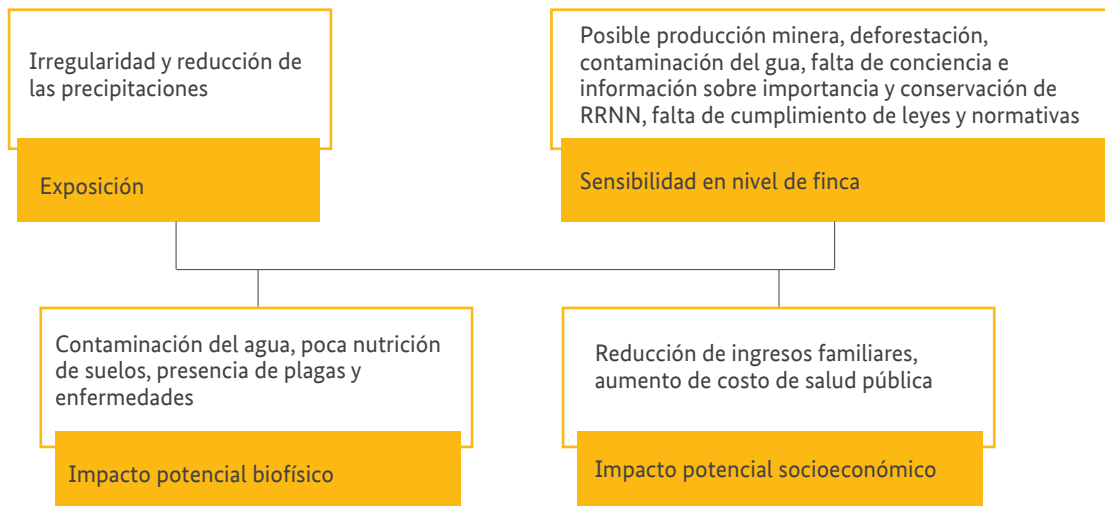 Irregularidad y reducción de
las precipitaciones
Exposición
Posible producción minera, deforestación,
contaminación del gua, falta de conciencia e
información sobre importancia y conservación de
RRNN, falta de cumplimiento de leyes y normativas
Sensibilidad en nivel de finca
Contaminación del agua, poca nutrición
de suelos, presencia de plagas y
enfermedades
Impacto potencial biofísico
Reducción de ingresos familiares,
aumento de costo de salud pública
Impacto potencial socioeconómico